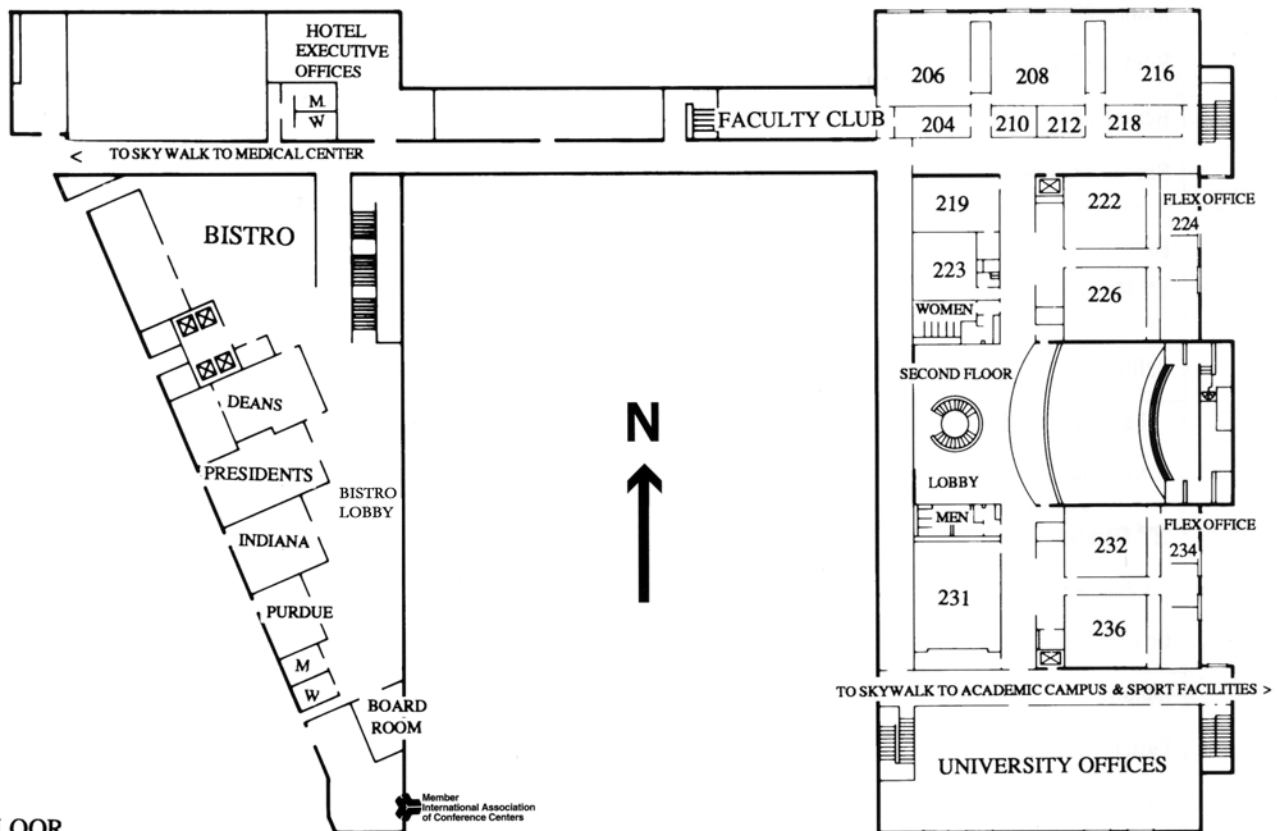 HOTEL
EXECUTIVE
OFFICES
M.
W
FACULTY CLUB
206
208
216
204
210
212
218
< TO SKYWALK TO MEDICAL CENTER
BISTRO
219
222
FLEX OFFICE
224
223
226
WOMEN
SECOND FLOOR
LOBBY
DEANS
PRESIDENTS
BISTRO
LOBBY
INDIANA
PURDUE
M
W
BOARD
ROOM
N
MEN
232
FLEX OFFICE
234
231
236
TO SKYWALK TO ACADEMIC CAMPUS & SPORT FACILITIES >
UNIVERSITY OFFICES
Member
International Association
of Conference Centers